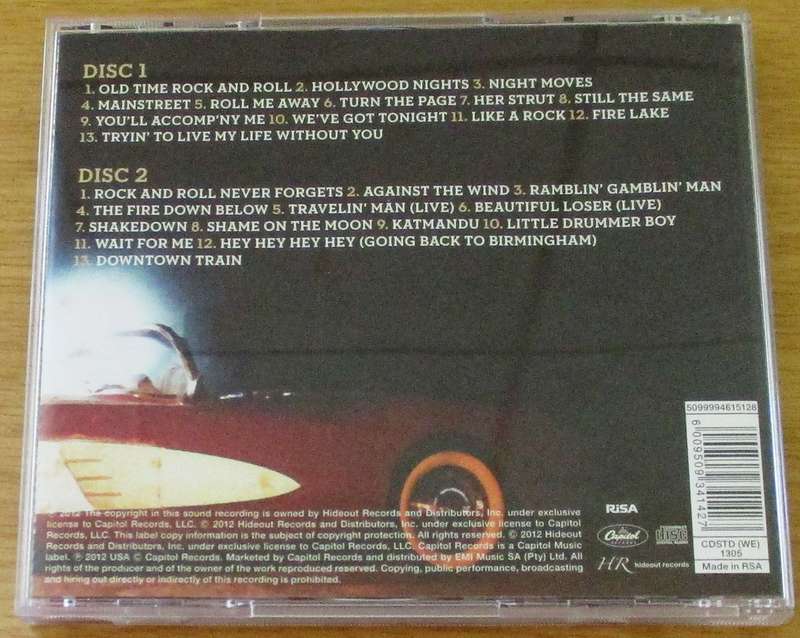 DISC 1
1. OLD TIME ROCK AND ROLL 2. HOLLYWOOD NIGHTS 3. NIGHT MOVES
4. MAINSTREET 5. ROLL ME AWAY 6. TURN THE PAGE 7. HER STRUT 8. STILL THE SAME
9. YOU'LL ACCOMP'NY ME 10. WE'VE GOT TONIGHT 11. LIKE A ROCK 12. FIRE LAKE
13. TRYIN' TO LIVE MY LIFE WITHOUT YOU
DISC 2
1. ROCK AND ROLL NEVER FORGETS 2. AGAINST THE WIND 3. RAMBLIN' GAMBLIN' MAN
4. THE FIRE DOWN BELOW 5. TRAVELIN' MAN (LIVE) 6. BEAUTIFUL LOSER (LIVE)
7. SHAKEDOWN 8. SHAME ON THE MOON 9. KATMANDU 10. LITTLE DRUMMER BOY
11. WAIT FOR ME 12. HEY HEY HEY HEY (GOING BACK TO BIRMINGHAM)
13. DOWNTOWN TRAIN
℗ 2012 The copyright in this sound recording is owned by Hideout Records and Distributors, Inc. under exclusive
license to Capitol Records, LLC. © 2012 Hideout Records and Distributors, Inc. under exclusive license to Capitol
Records, LLC. This label copy information is the subject of copyright protection. All rights reserved. © 2012 Hideout
Records and Distributors, Inc. under exclusive license to Capitol Records, LLC. Capitol Records is a Capitol Music
label. ℗ 2012 USA © Capitol Records. Marketed by Capitol Records and distributed by EMI Music SA (Pty) Ltd. All
rights of the producer and of the owner of the work reproduced reserved. Copying, public performance, broadcasting
and hiring out directly or indirectly of this recording is prohibited.
RiSA
Capitol
COMPACT
disc
HR hideout records
5099994615128
6009509341427
CDSTD (WE)
1305
Made in RSA